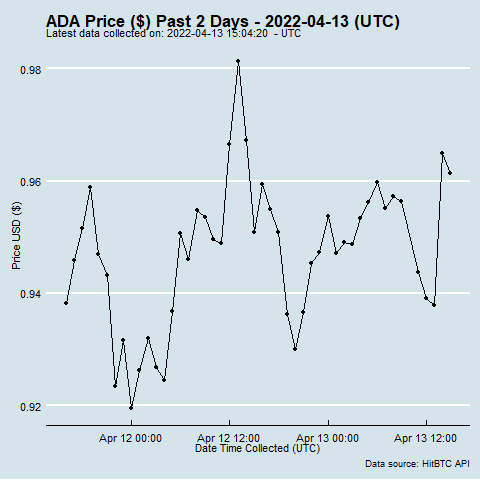 ADA Price ($) Past 2 Days - 2022-04-13 (UTC)
Latest data collected on: 2022-04-13 15:04:20 - UTC
0.98
0.96
0.94
0.92
Price USD ($)
Apr 12 00:00 Apr 12 12:00 Apr 13 00:00 Apr 13 12:00
Date Time Collected (UTC)
Data source: HitBTC API